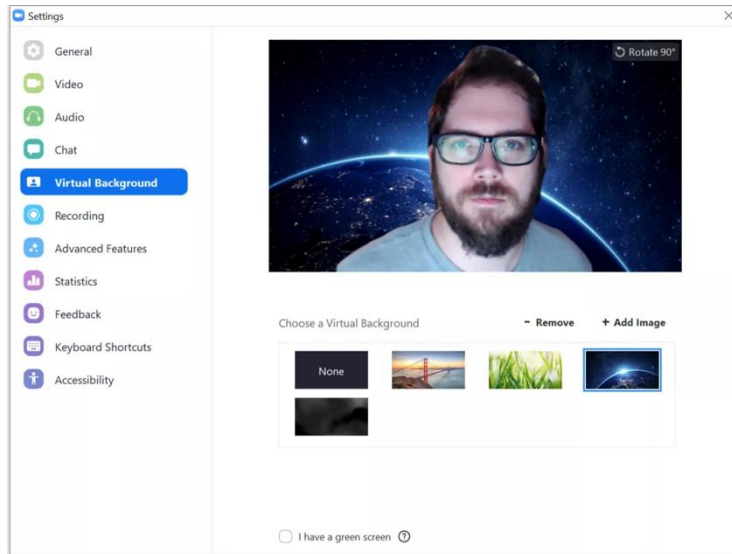 Settings
General
Video
Audio
Chat
Virtual Background
Recording
Advanced Features
Statistics
Feedback
Keyboard Shortcuts
Accessibility
Rotate 90°
Choose a Virtual Background
- Remove
+ Add Image
None
I have a green screen ?